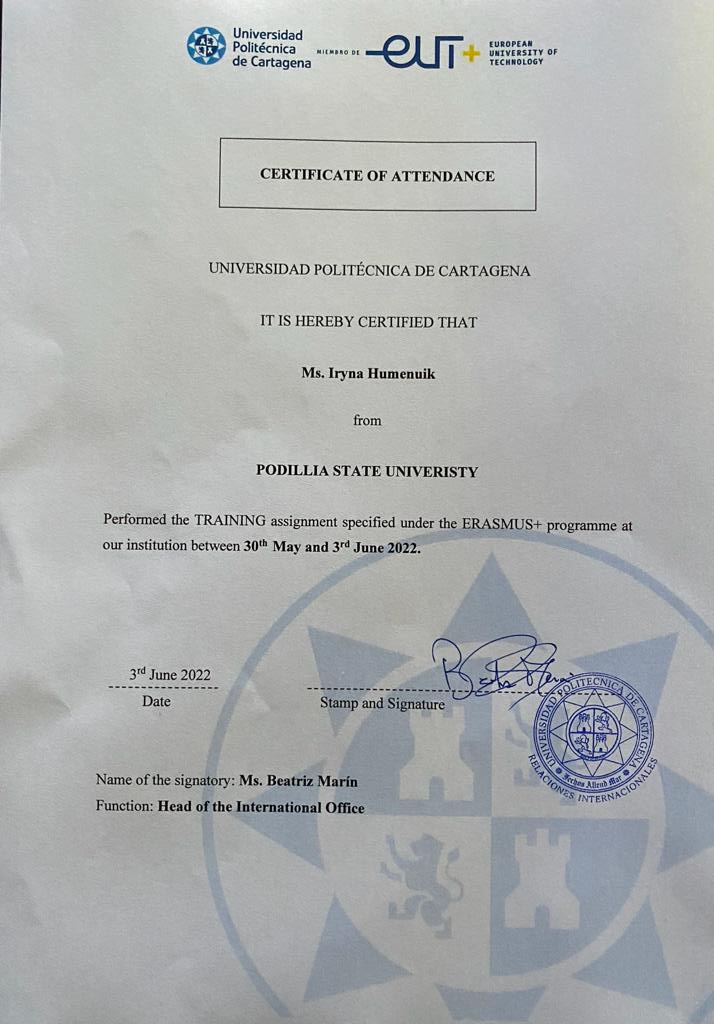 Universidad
Politécnica
de Cartagena
MIEMBRO DE
EUT+
EUROPEAN
UNIVERSITY OF
TECHNOLOGY
CERTIFICATE OF ATTENDANCE
UNIVERSIDAD POLITÉCNICA DE CARTAGENA
IT IS HEREBY CERTIFIED THAT
Ms. Iryna Humenuik
from
PODILLIA STATE UNIVERISTY
Performed the TRAINING assignment specified under the ERASMUS+ programme at
our institution between 30th May and 3rd June 2022.
3rd June 2022
Date
Stamp and Signature
UNIVERSIDAD POLITECNICA DE CARTAGENA
RELACIONES INTERNACIONALES
Name of the signatory: Ms. Beatriz Marín
Function: Head of the International Office